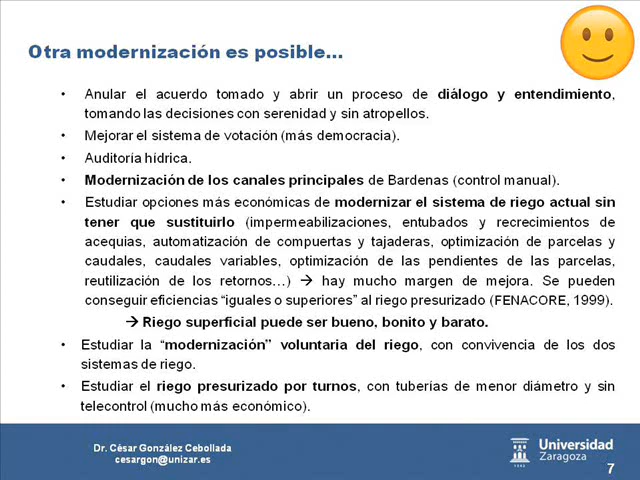 Otra modernización es posible...
• Anular el acuerdo tomado y abrir un proceso de diálogo y entendimiento,
tomando las decisiones con serenidad y sin atropellos.
• Mejorar el sistema de votación (más democracia).
• Auditoría hídrica.
• Modernización de los canales principales de Bardenas (control manual).
• Estudiar opciones más económicas de modernizar el sistema de riego actual sin
tener que sustituirlo (impermeabilizaciones, entubados y recrecimientos de
acequias, automatización de compuertas y tajaderas, optimización de parcelas y
caudales, caudales variables, optimización de las pendientes de las parcelas,
reutilización de los retornos...) → hay mucho margen de mejora. Se pueden
conseguir eficiencias "iguales o superiores" al riego presurizado (FENACORE, 1999).
→ Riego superficial puede ser bueno, bonito y barato.
• Estudiar la "modernización" voluntaria del riego, con convivencia de los dos
sistemas de riego.
• Estudiar el riego presurizado por turnos, con tuberías de menor diámetro y sin
telecontrol (mucho más económico).
Dr. César González Cebollada
cesargon@unizar.es
Universidad
Zaragoza
1542
7